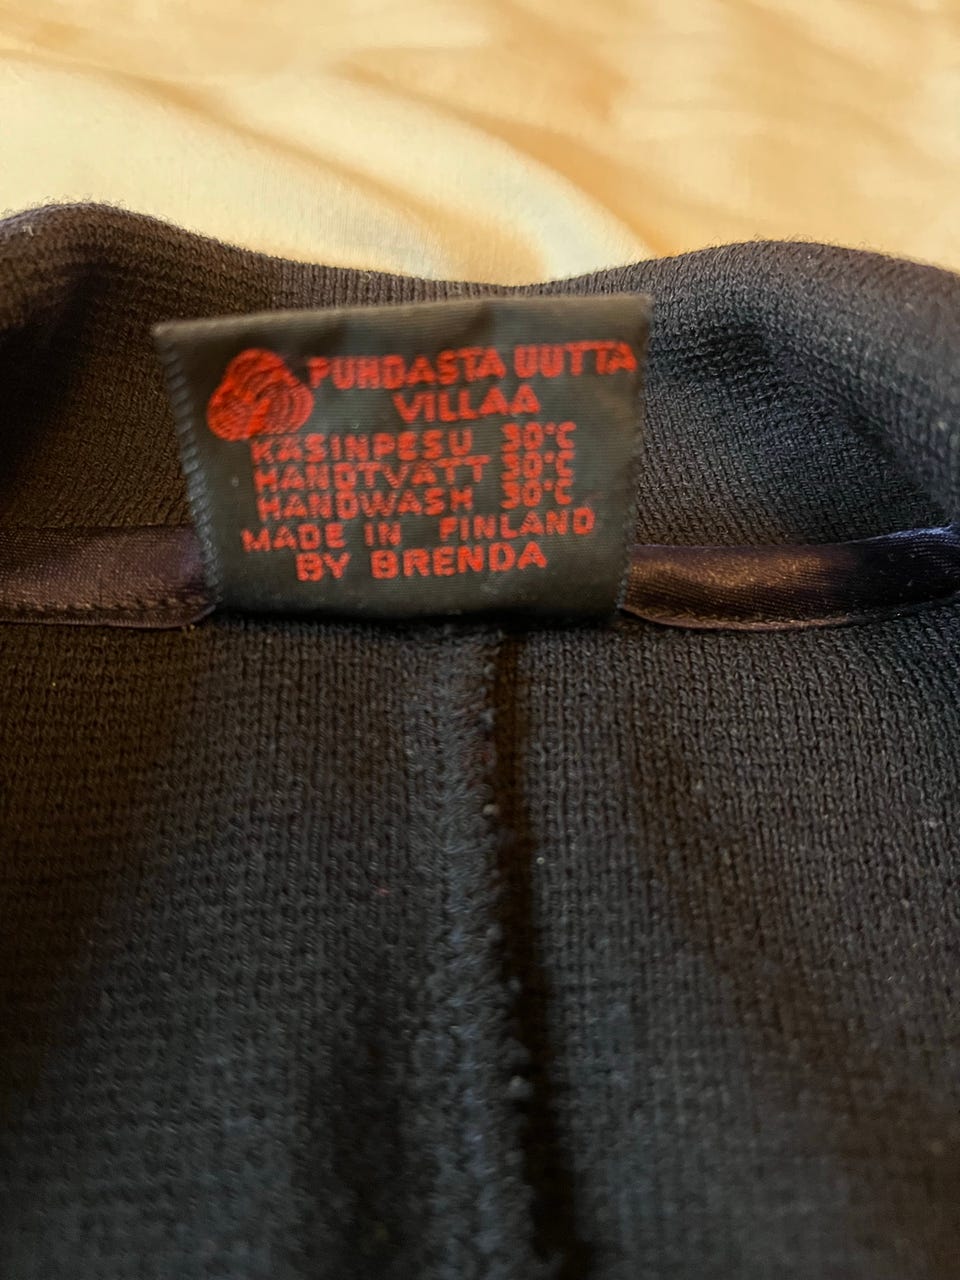 PUHDASTA UUTTA
VILLAA
KÄSINPESU 30°C
HANDTVÄTT 30°C
HANDWASH 30°C
MADE IN FINLAND
BY BRENDA